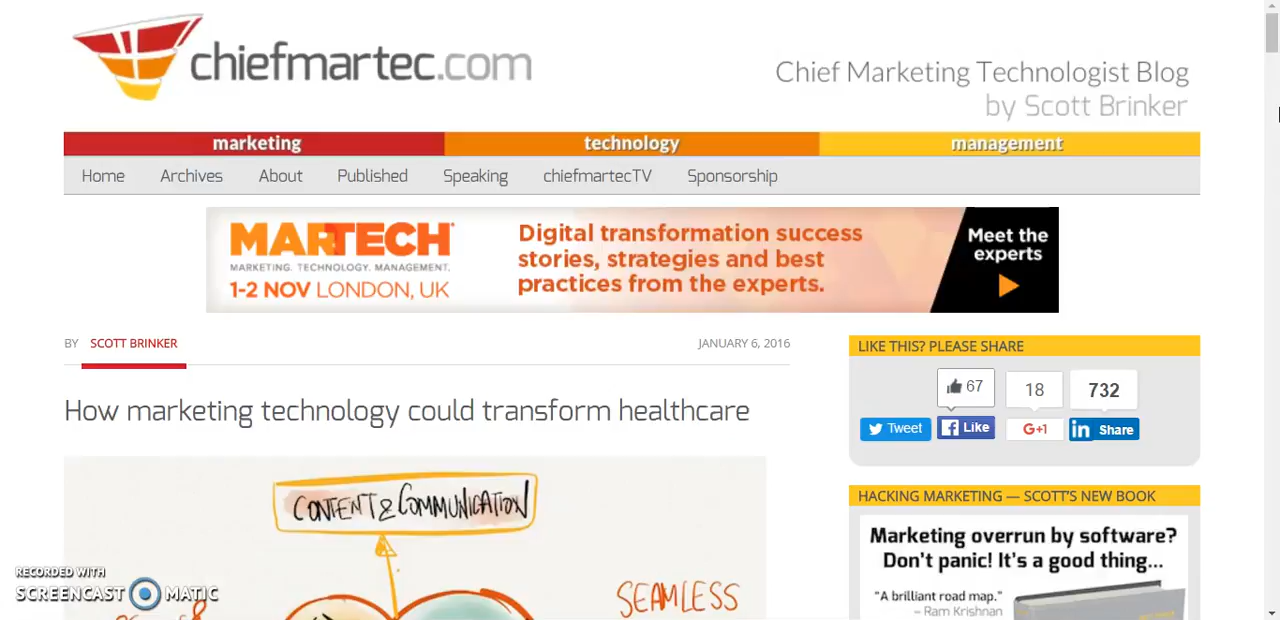 chiefmartec.com
Chief Marketing Technologist Blog
by Scott Brinker
marketing technology management
Home Archives About Published Speaking chiefmartecTV Sponsorship
MARTECH
MARKETING. TECHNOLOGY. MANAGEMENT.
1-2 NOV LONDON, UK
Digital transformation success
stories, strategies and best
practices from the experts.
Meet the
experts
BY SCOTT BRINKER JANUARY 6, 2016
How marketing technology could transform healthcare
CONTENT & COMMUNICATION
SEAMLESS
LIKE THIS? PLEASE SHARE
67 18 732
Tweet Like G+1 in Share
HACKING MARKETING — SCOTT'S NEW BOOK
Marketing overrun by software?
Don't panic! It's a good thing...
"A brilliant road map."
– Ram Krishnan
RECORDED WITH
SCREENCAST MATIC